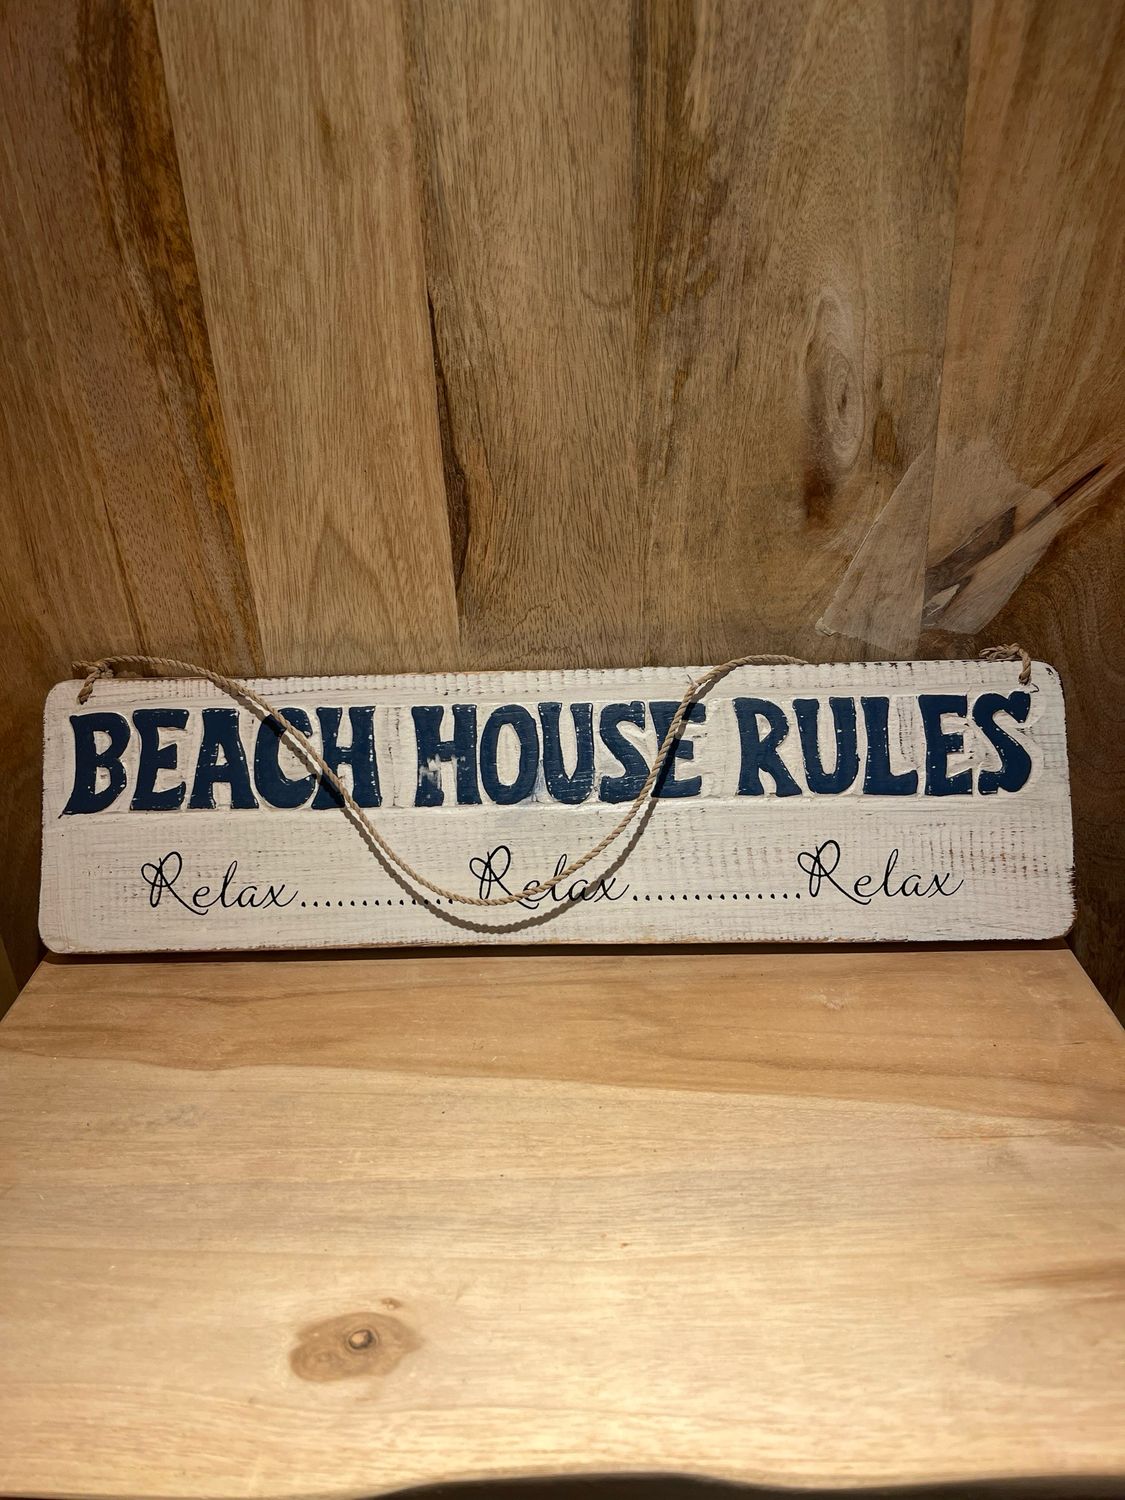 BEACH HOUSE RULES
Relax..............Relax..............Relax